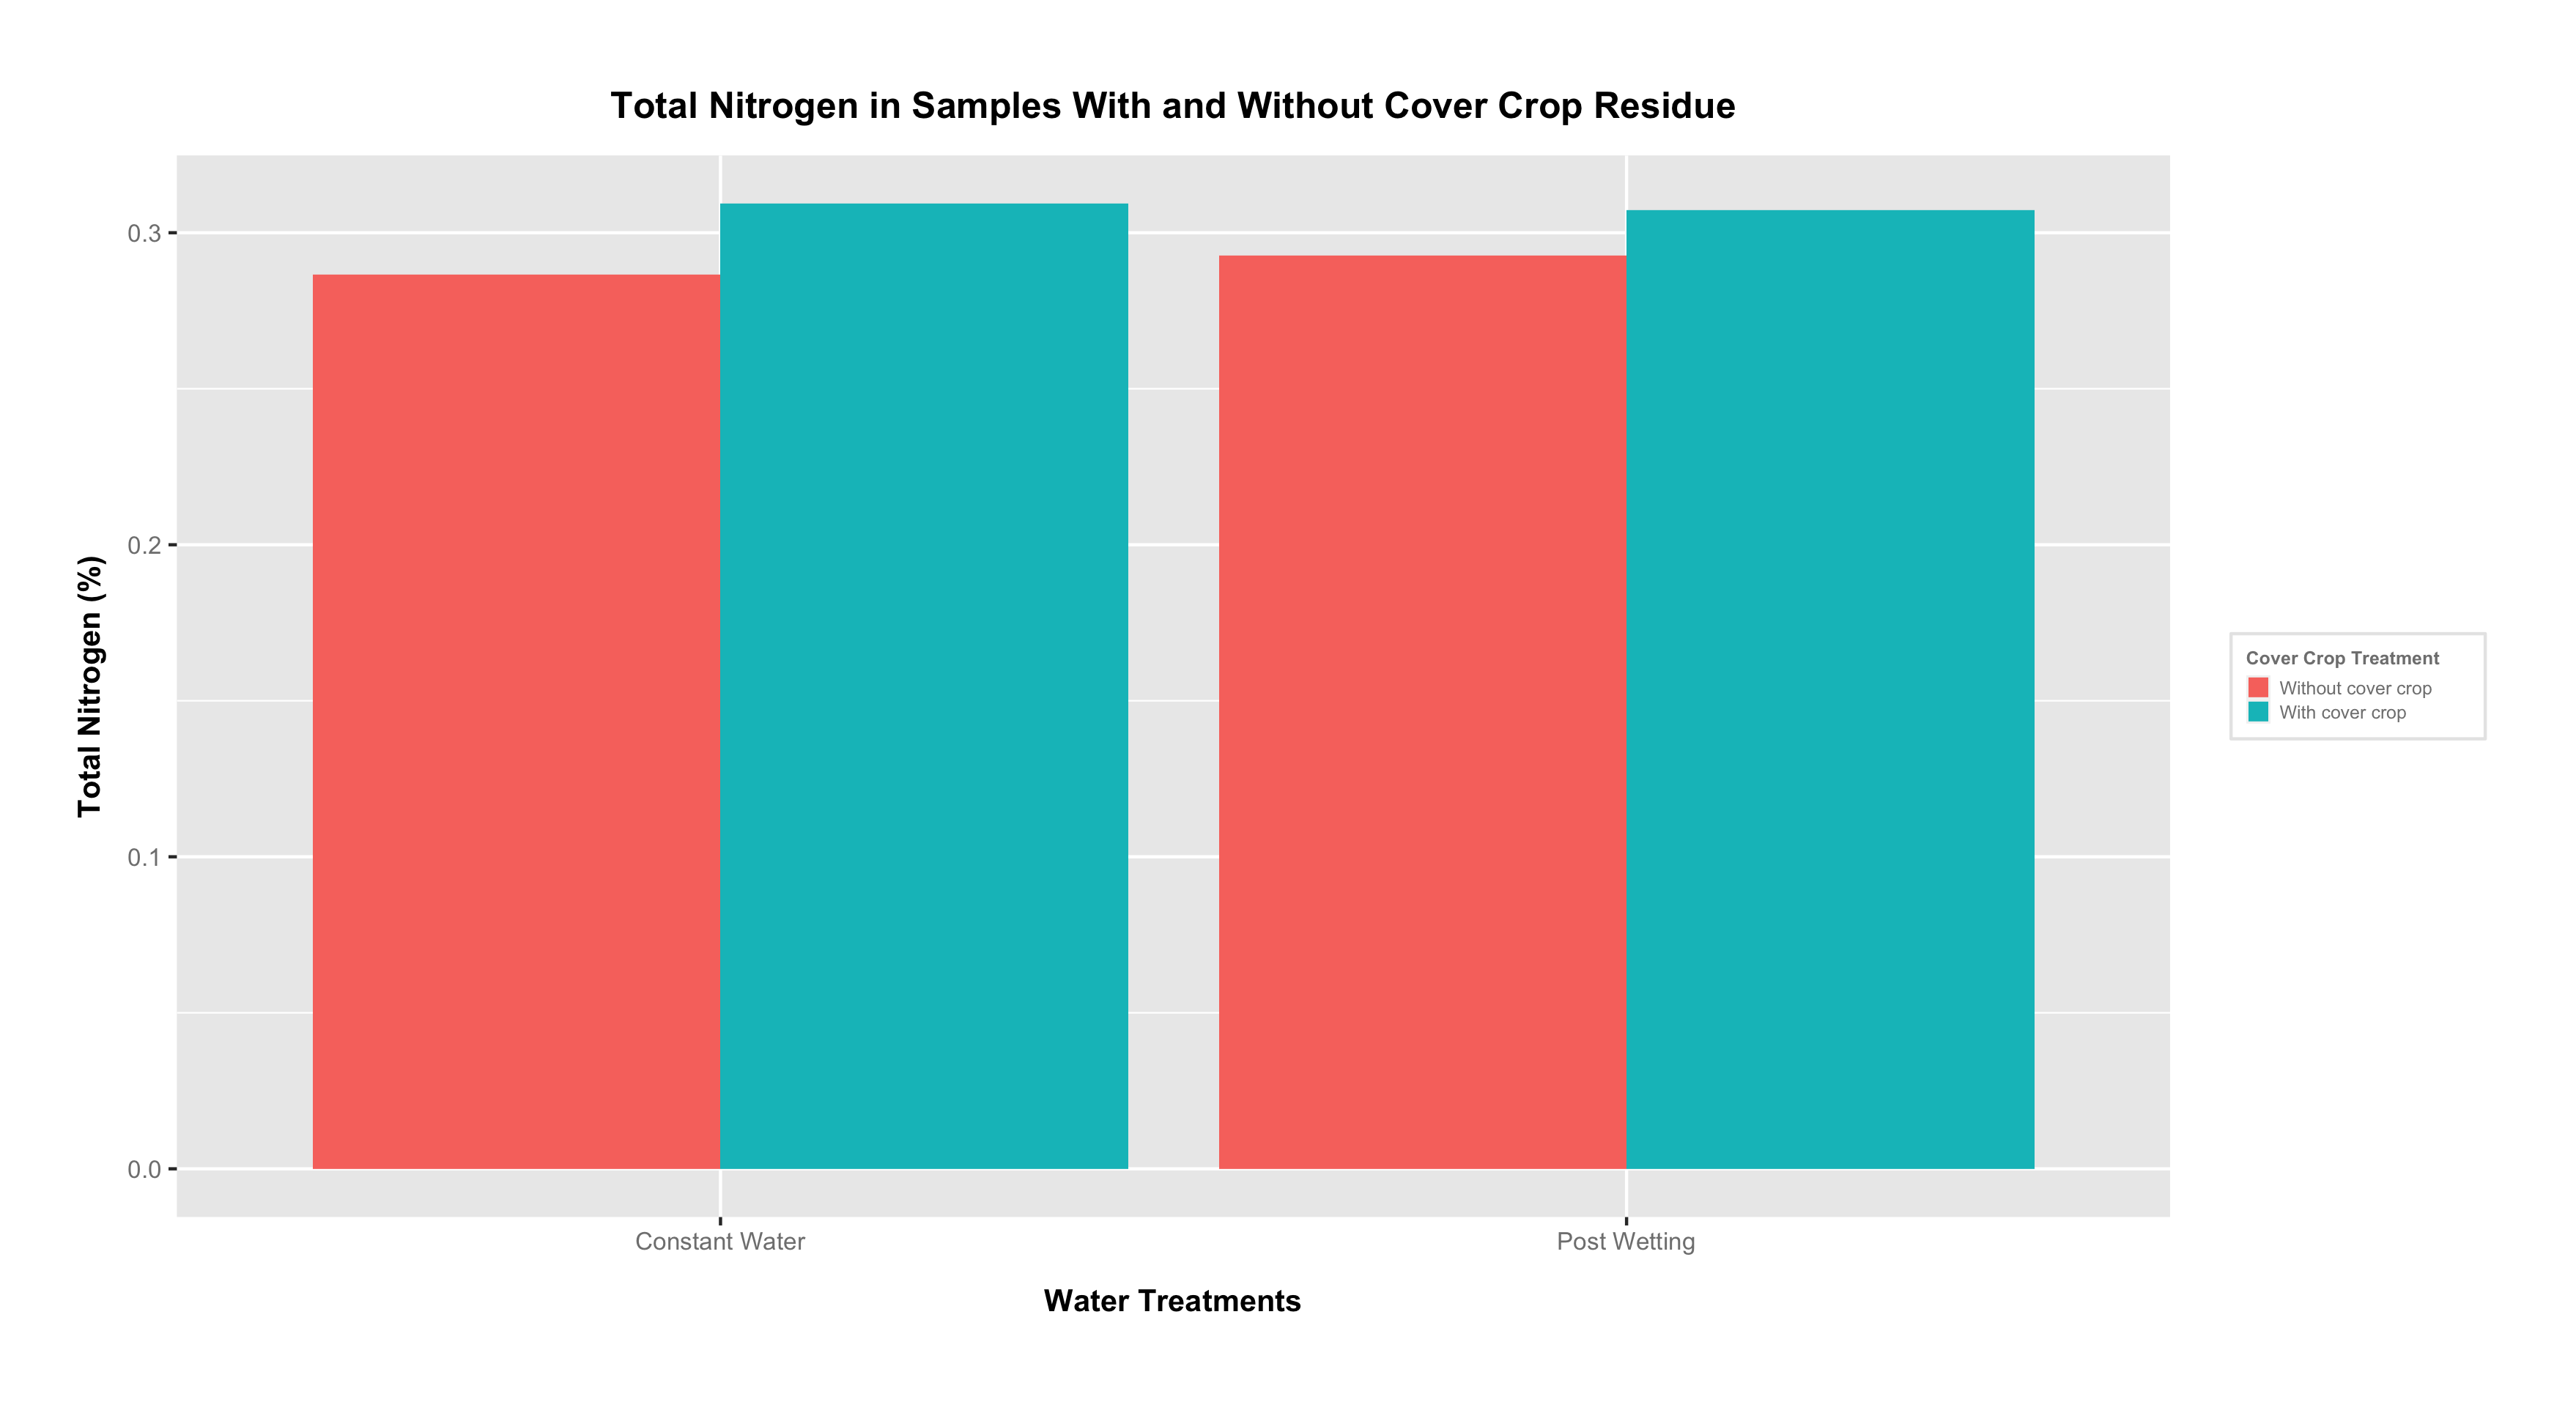 Total Nitrogen in Samples With and Without Cover Crop Residue
Total Nitrogen (%)
0.3
0.2
0.1
0.0
Constant Water
Post Wetting
Water Treatments
Cover Crop Treatment
Without cover crop
With cover crop